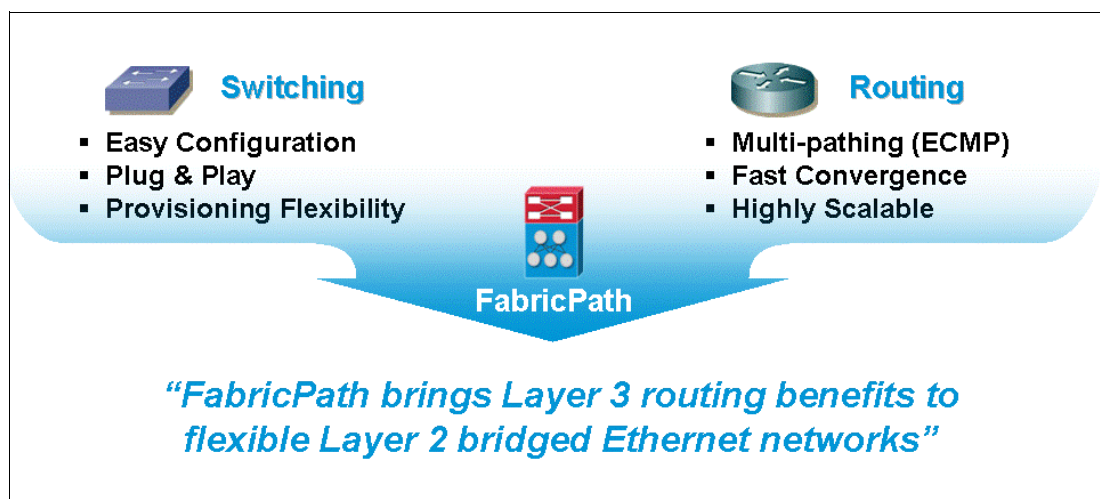 Switching
▪ Easy Configuration
▪ Plug & Play
▪ Provisioning Flexibility
Routing
▪ Multi-pathing (ECMP)
▪ Fast Convergence
▪ Highly Scalable
FabricPath
“FabricPath brings Layer 3 routing benefits to
flexible Layer 2 bridged Ethernet networks”